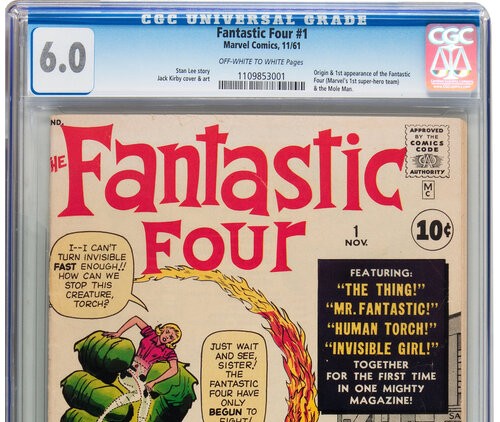 CGC UNIVERSAL GRADE
Fantastic Four #1
Marvel Comics, 11/61
6.0
OFF-WHITE TO WHITE Pages
Stan Lee story
Jack Kirby cover & art
1109853001
Origin & 1st appearance of the Fantastic
Four (Marvel's 1st super-hero team)
& the Mole Man.
CGC
IND.
THE
Fantastic
FOUR
APPROVED
BY THE
COMICS
CODE
CA
AUTHORITY
M
C
1
NOV.
10¢
I--I CAN'T
TURN INVISIBLE
FAST ENOUGH!!
HOW CAN WE
STOP THIS
CREATURE,
TORCH?
JUST
WAIT AND
SEE,
SISTER!
THE
FANTASTIC
FOUR HAVE
ONLY
BEGUN TO
FIGHT!
FEATURING:
"THE THING!"
"MR. FANTASTIC!"
"HUMAN TORCH!"
"INVISIBLE GIRL!"
TOGETHER
FOR THE FIRST TIME
IN ONE MIGHTY
MAGAZINE!